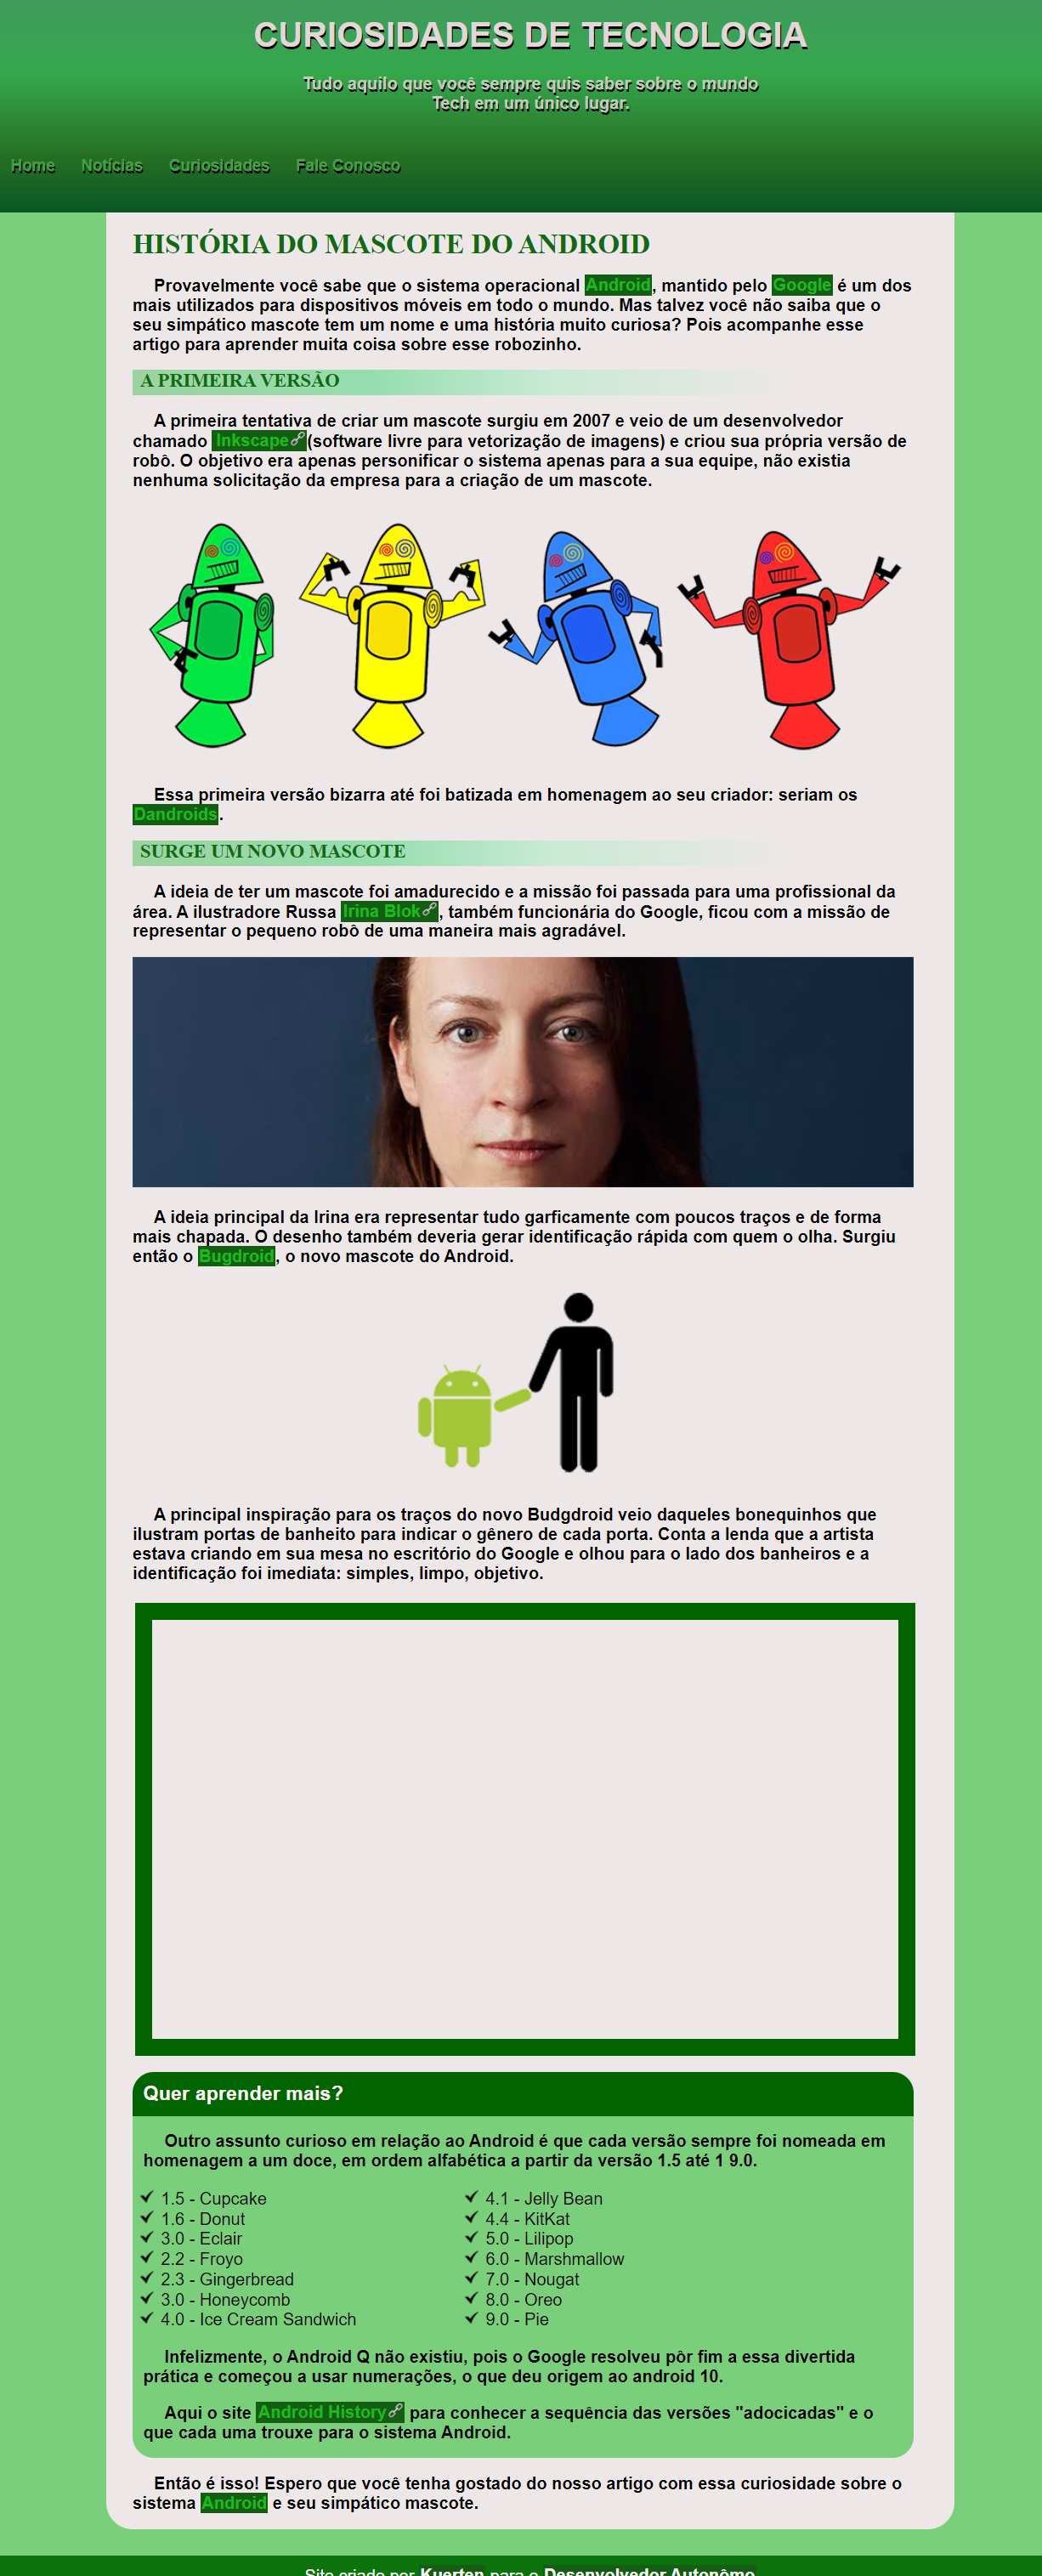 CURIOSIDADES DE TECNOLOGIA
Tudo aquilo que você sempre quis saber sobre o mundo
Tech em um único lugar.
Home Notícias Curiosidades Fale Conosco
HISTÓRIA DO MASCOTE DO ANDROID
Provavelmente você sabe que o sistema operacional Android, mantido pelo Google é um dos
mais utilizados para dispositivos móveis em todo o mundo. Mas talvez você não saiba que o
seu simpático mascote tem um nome e uma história muito curiosa? Pois acompanhe esse
artigo para aprender muita coisa sobre esse robozinho.
A PRIMEIRA VERSÃO
A primeira tentativa de criar um mascote surgiu em 2007 e veio de um desenvolvedor
chamado Inkscape(software livre para vetorização de imagens) e criou sua própria versão de
robô. O objetivo era apenas personificar o sistema apenas para a sua equipe, não existia
nenhuma solicitação da empresa para a criação de um mascote.
Essa primeira versão bizarra até foi batizada em homenagem ao seu criador: seriam os
Dandroids.
SURGE UM NOVO MASCOTE
A ideia de ter um mascote foi amadurecido e a missão foi passada para uma profissional da
área. A ilustradore Russa Irina Blok, também funcionária do Google, ficou com a missão de
representar o pequeno robô de uma maneira mais agradável.
A ideia principal da Irina era representar tudo garficamente com poucos traços e de forma
mais chapada. O desenho também deveria gerar identificação rápida com quem o olha. Surgiu
então o Bugdroid, o novo mascote do Android.
A principal inspiração para os traços do novo Budgdroid veio daqueles bonequinhos que
ilustram portas de banheito para indicar o gênero de cada porta. Conta a lenda que a artista
estava criando em sua mesa no escritório do Google e olhou para o lado dos banheiros e a
identificação foi imediata: simples, limpo, objetivo.
Quer aprender mais?
Outro assunto curioso em relação ao Android é que cada versão sempre foi nomeada em
homenagem a um doce, em ordem alfabética a partir da versão 1.5 até 1 9.0.
1.5 - Cupcake
1.6 - Donut
3.0 - Eclair
2.2 - Froyo
2.3 - Gingerbread
3.0 - Honeycomb
4.0 - Ice Cream Sandwich
4.1 - Jelly Bean
4.4 - KitKat
5.0 - Lilipop
6.0 - Marshmallow
7.0 - Nougat
8.0 - Oreo
9.0 - Pie
Infelizmente, o Android Q não existiu, pois o Google resolveu pôr fim a essa divertida
prática e começou a usar numerações, o que deu origem ao android 10.
Aqui o site Android History para conhecer a sequência das versões "adocicadas" e o
que cada uma trouxe para o sistema Android.
Então é isso! Espero que você tenha gostado do nosso artigo com essa curiosidade sobre o
sistema Android e seu simpático mascote.
Site criado por Kuerten para o Desenvolvedor Autonômo